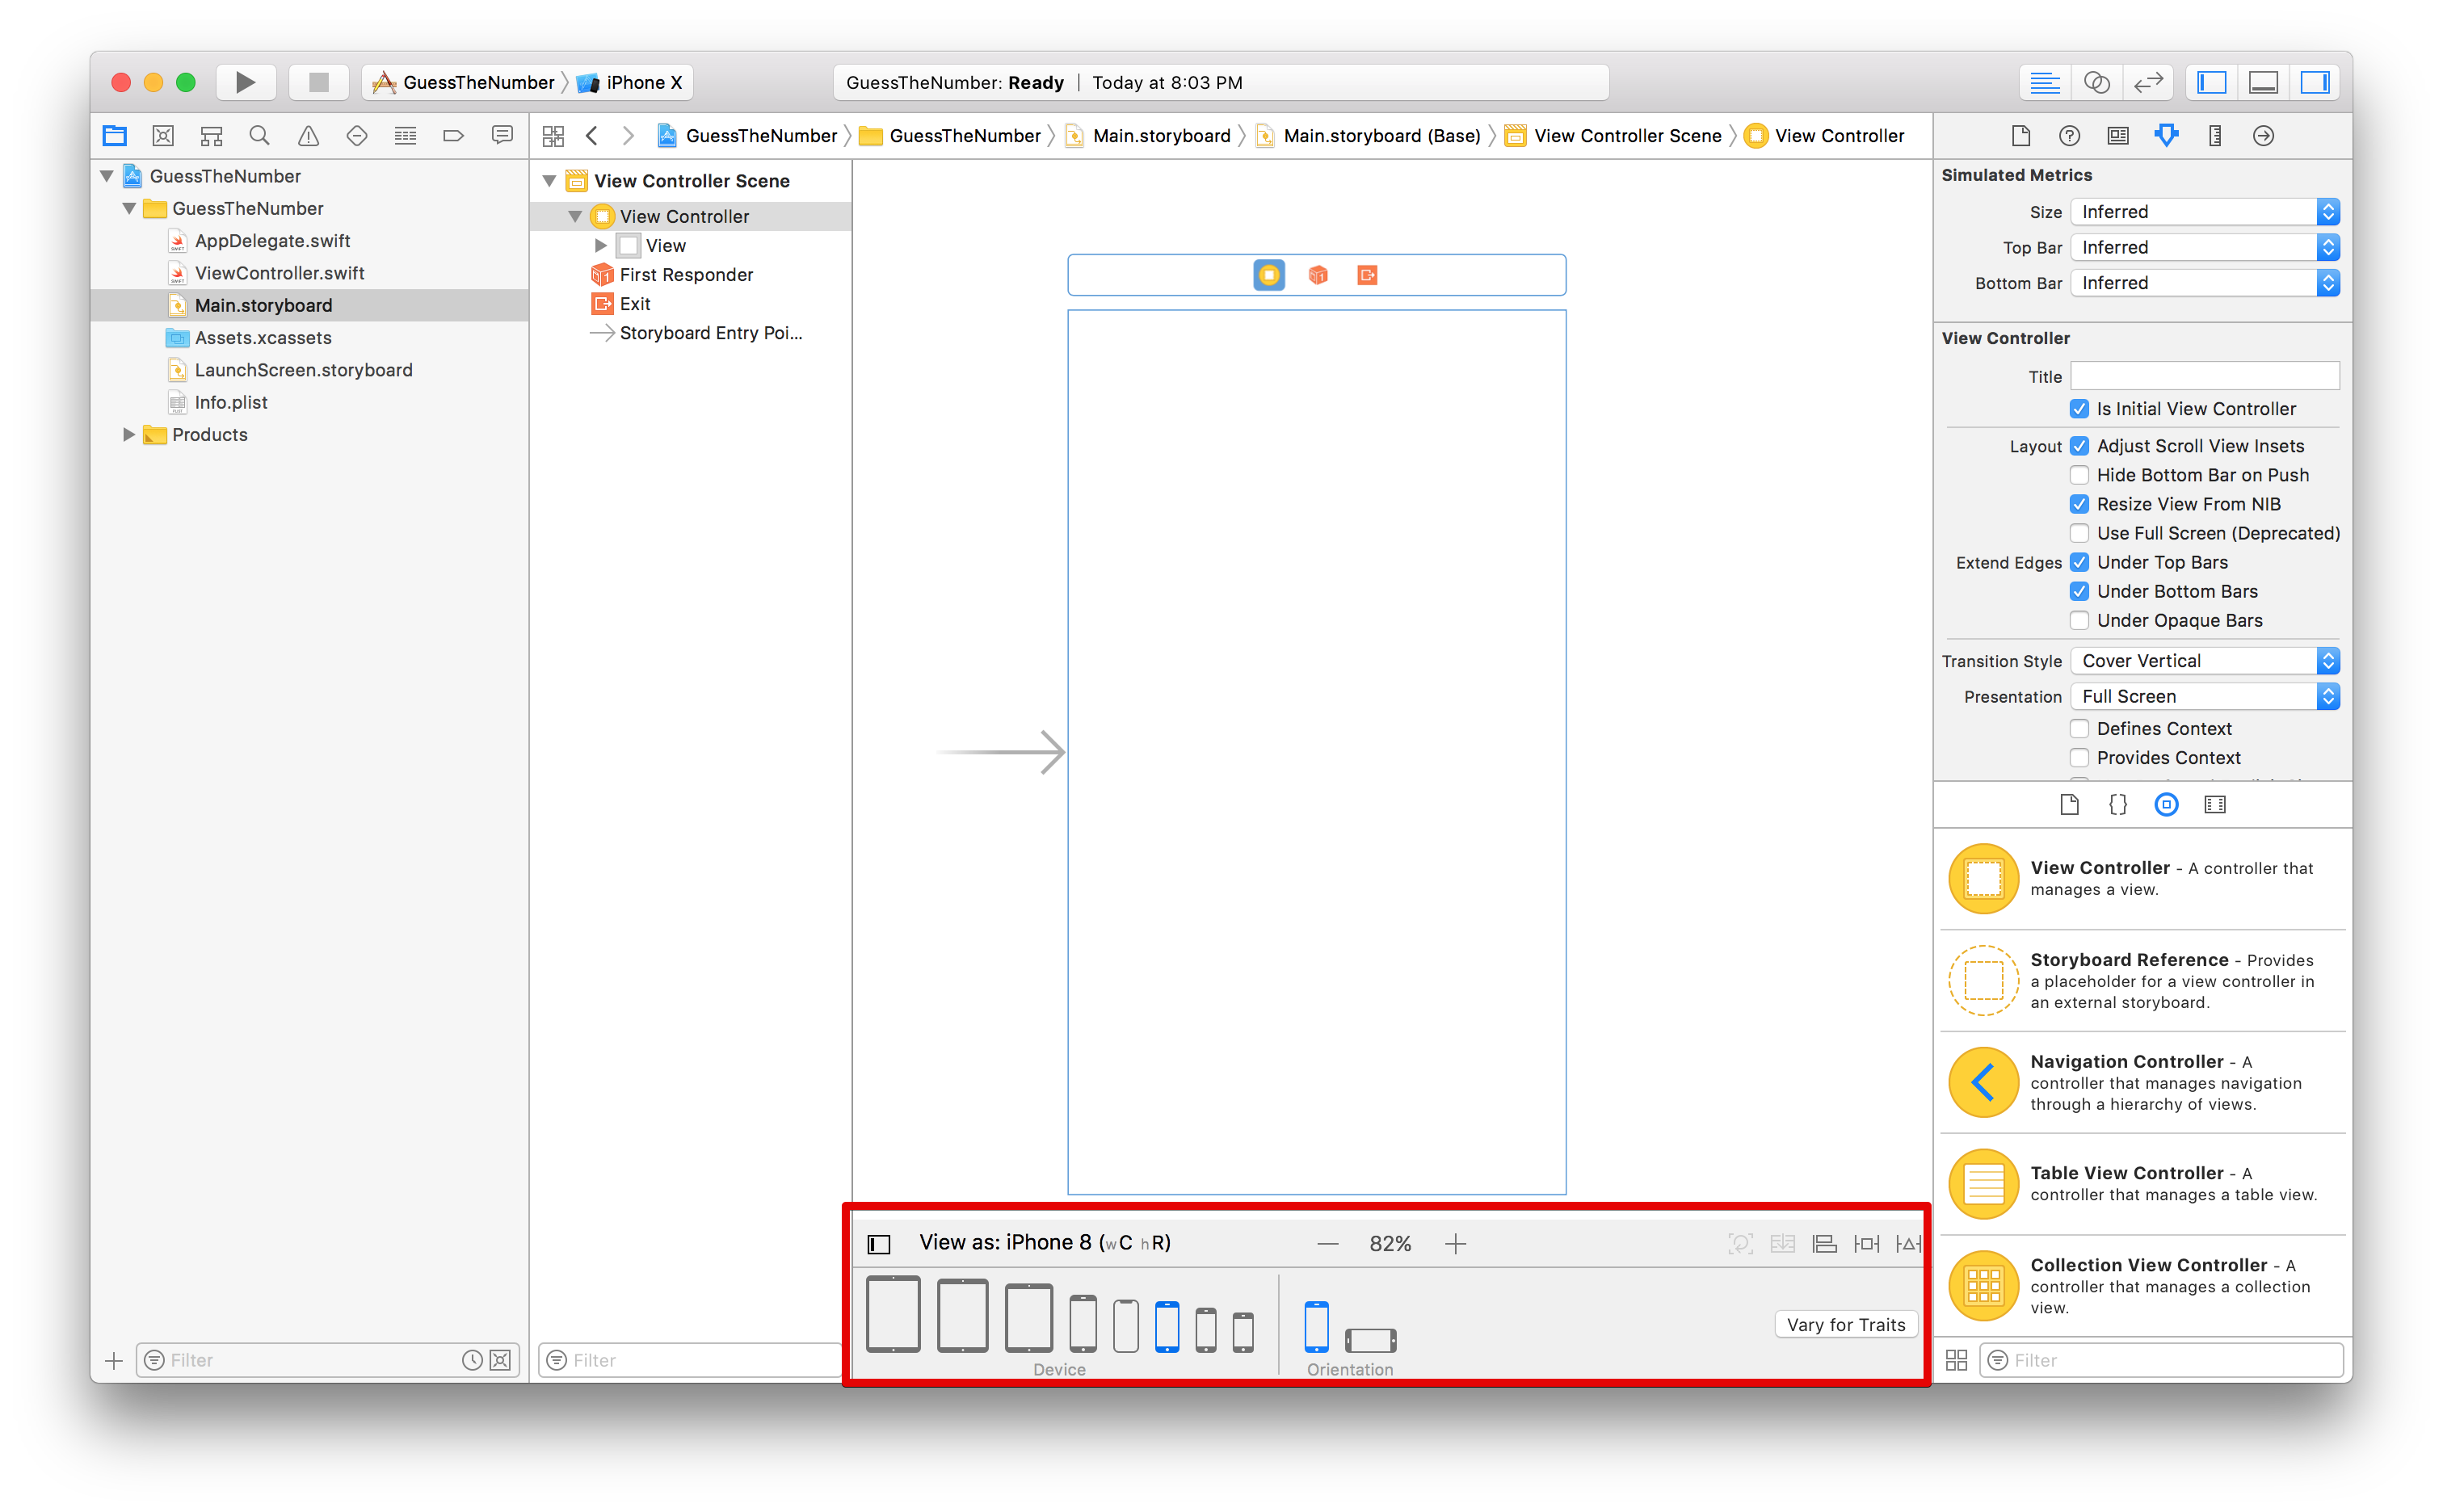 GuessTheNumber iPhone X
GuessTheNumber: Ready | Today at 8:03 PM
GuessTheNumber GuessTheNumber Main.storyboard Main.storyboard (Base) View Controller Scene View Controller
GuessTheNumber
GuessTheNumber
AppDelegate.swift
ViewController.swift
Main.storyboard
Assets.xcassets
LaunchScreen.storyboard
Info.plist
Products
Filter
View Controller Scene
View Controller
View
First Responder
Exit
Storyboard Entry Poi...
Filter
View as: iPhone 8 (wC hR)
82%
Device
Orientation
Vary for Traits
Simulated Metrics
Size Inferred
Top Bar Inferred
Bottom Bar Inferred
View Controller
Title
Is Initial View Controller
Layout Adjust Scroll View Insets
Hide Bottom Bar on Push
Resize View From NIB
Use Full Screen (Deprecated)
Extend Edges Under Top Bars
Under Bottom Bars
Under Opaque Bars
Transition Style Cover Vertical
Presentation Full Screen
Defines Context
Provides Context
View Controller - A controller that
manages a view.
Storyboard Reference - Provides
a placeholder for a view controller in
an external storyboard.
Navigation Controller - A
controller that manages navigation
through a hierarchy of views.
Table View Controller - A
controller that manages a table view.
Collection View Controller - A
controller that manages a collection
view.
Filter